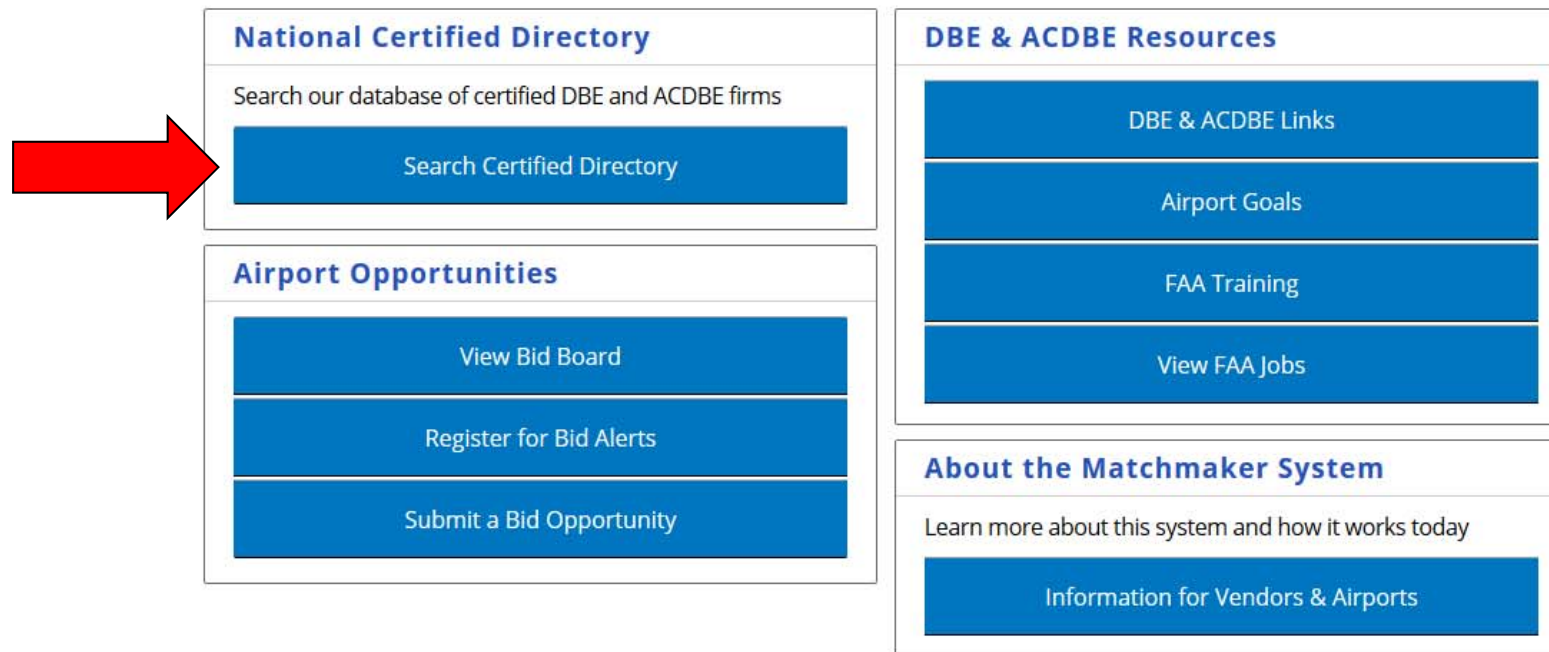 National Certified Directory
Search our database of certified DBE and ACDBE firms
Search Certified Directory
Airport Opportunities
View Bid Board
Register for Bid Alerts
Submit a Bid Opportunity
DBE & ACDBE Resources
DBE & ACDBE Links
Airport Goals
FAA Training
View FAA Jobs
About the Matchmaker System
Learn more about this system and how it works today
Information for Vendors & Airports